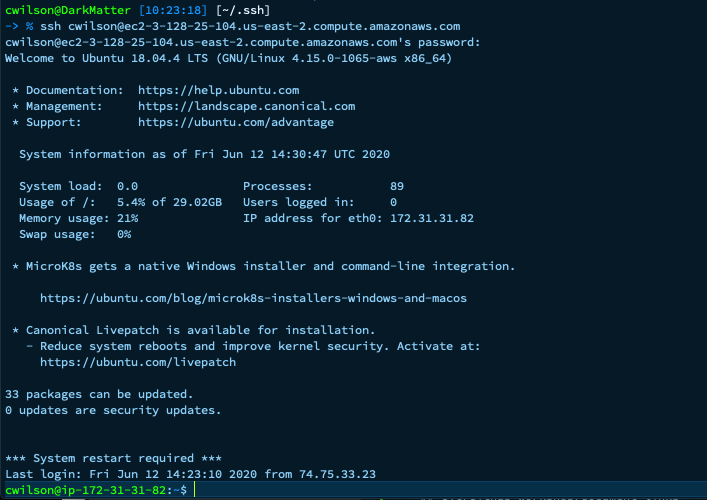 cwilson@DarkMatter [10:23:18] [~/.ssh]
-> % ssh cwilson@ec2-3-128-25-104.us-east-2.compute.amazonaws.com
cwilson@ec2-3-128-25-104.us-east-2.compute.amazonaws.com's password:
Welcome to Ubuntu 18.04.4 LTS (GNU/Linux 4.15.0-1065-aws x86_64)

 * Documentation:  https://help.ubuntu.com
 * Management:     https://landscape.canonical.com
 * Support:        https://ubuntu.com/advantage

  System information as of Fri Jun 12 14:30:47 UTC 2020

  System load:  0.0               Processes:           89
  Usage of /:   5.4% of 29.02GB   Users logged in:     0
  Memory usage: 21%               IP address for eth0: 172.31.31.82
  Swap usage:   0%

 * MicroK8s gets a native Windows installer and command-line integration.

     https://ubuntu.com/blog/microk8s-installers-windows-and-macos

 * Canonical Livepatch is available for installation.
   - Reduce system reboots and improve kernel security. Activate at:
     https://ubuntu.com/livepatch

33 packages can be updated.
0 updates are security updates.

*** System restart required ***
Last login: Fri Jun 12 14:23:10 2020 from 74.75.33.23
cwilson@ip-172-31-31-82:~$